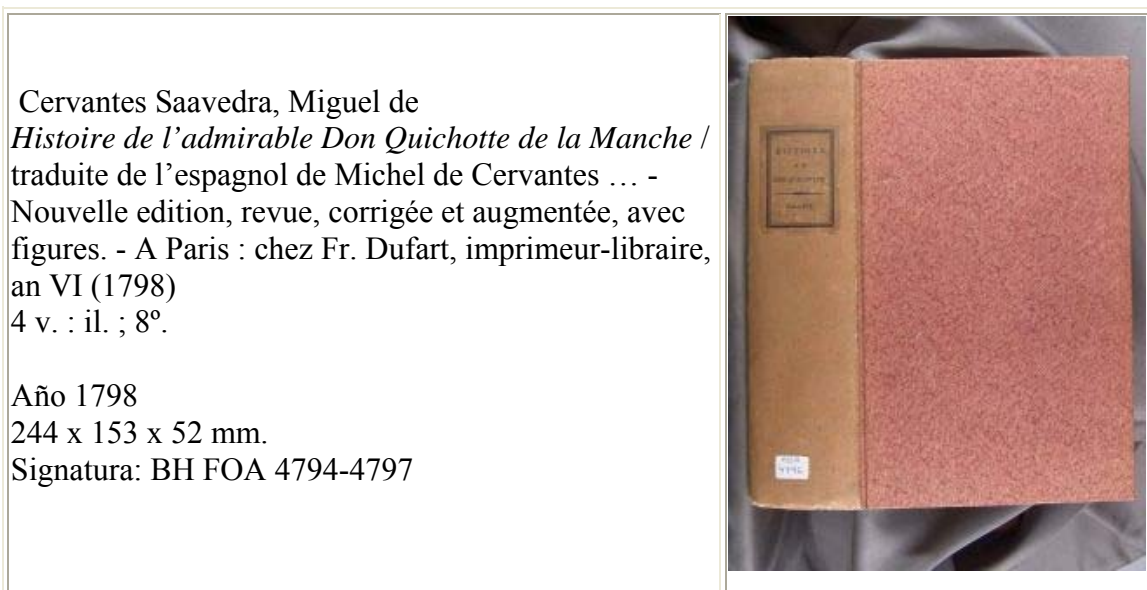 Cervantes Saavedra, Miguel de
Histoire de l’admirable Don Quichotte de la Manche /
traduite de l’espagnol de Michel de Cervantes … -
Nouvelle edition, revue, corrigée et augmentée, avec
figures. - A Paris : chez Fr. Dufart, imprimeur-libraire,
an VI (1798)
4 v. : il. ; 8º.
Año 1798
244 x 153 x 52 mm.
Signatura: BH FOA 4794-4797
HISTOIRE